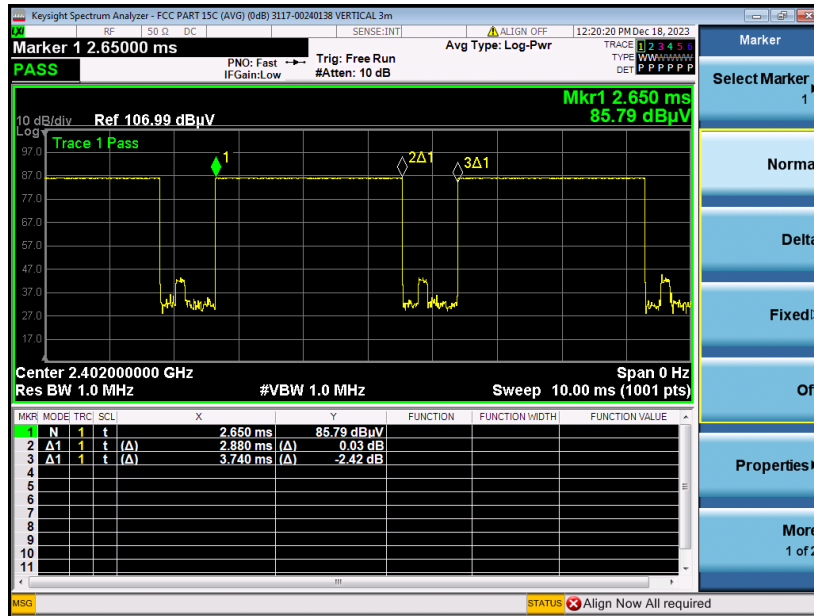 Keysight Spectrum Analyzer - FCC PART 15C (AVG) (0dB) 3117-00240138 VERTICAL 3m
RF 50 Ω DC SENSE:INT ALIGN OFF 12:20:20 PM Dec 18, 2023
Marker 1 2.65000 ms
PASS
PNO: Fast
IFGain:Low
Trig: Free Run
#Atten: 10 dB
Avg Type: Log-Pwr
TRACE 1 2 3 4 5 6
TYPE WWWWWW
DET P P P P P P
Mkr1 2.650 ms
85.79 dBµV
10 dB/div Ref 106.99 dBµV
Log
Trace 1 Pass
97.0
87.0
77.0
67.0
57.0
47.0
37.0
27.0
17.0
1
2Δ1
3Δ1
Center 2.402000000 GHz Span 0 Hz
Res BW 1.0 MHz #VBW 1.0 MHz Sweep 10.00 ms (1001 pts)
MKR MODE TRC SCL X Y FUNCTION FUNCTION WIDTH FUNCTION VALUE
1 N 1 t 2.650 ms 85.79 dBµV
2 Δ1 1 t (Δ) 2.880 ms (Δ) 0.03 dB
3 Δ1 1 t (Δ) 3.740 ms (Δ) -2.42 dB
4
5
6
7
8
9
10
11
MSG STATUS Align Now All required
Marker
Select Marker
1
Norma
Delta
Fixed
Of
Properties
More
1 of 2